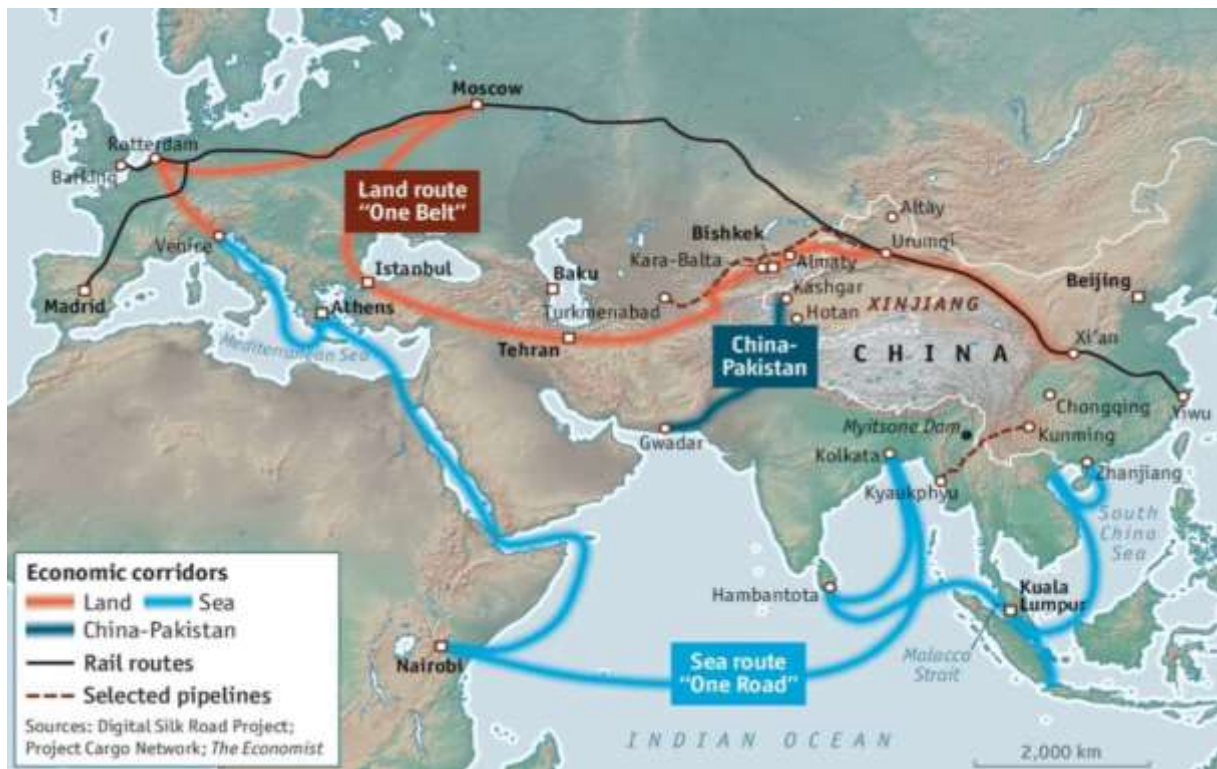 Moscow
Rotterdam
Barking
Land route
"One Belt"
Altay
Bishkek
Urumqi
Venice
Kara-Balta
Almaty
Istanbul
Baku
Kashgar
Beijing
Madrid
Athens
Turkmenabad
Hotan
XINJIANG
Mediterranean Sea
Tehran
China-
Pakistan
CHINA
Xi'an
Chongqing
Yiwu
Gwadar
Myitsone Dam
Kunming
Kolkata
Zhanjiang
Kyaukphyu
South
China
Sea
Economic corridors
Land Sea
China-Pakistan
Rail routes
Selected pipelines
Sources: Digital Silk Road Project;
Project Cargo Network; The Economist
Hambantota
Kuala
Lumpur
Nairobi
Sea route
"One Road"
Malacca
Strait
INDIAN OCEAN
2,000 km